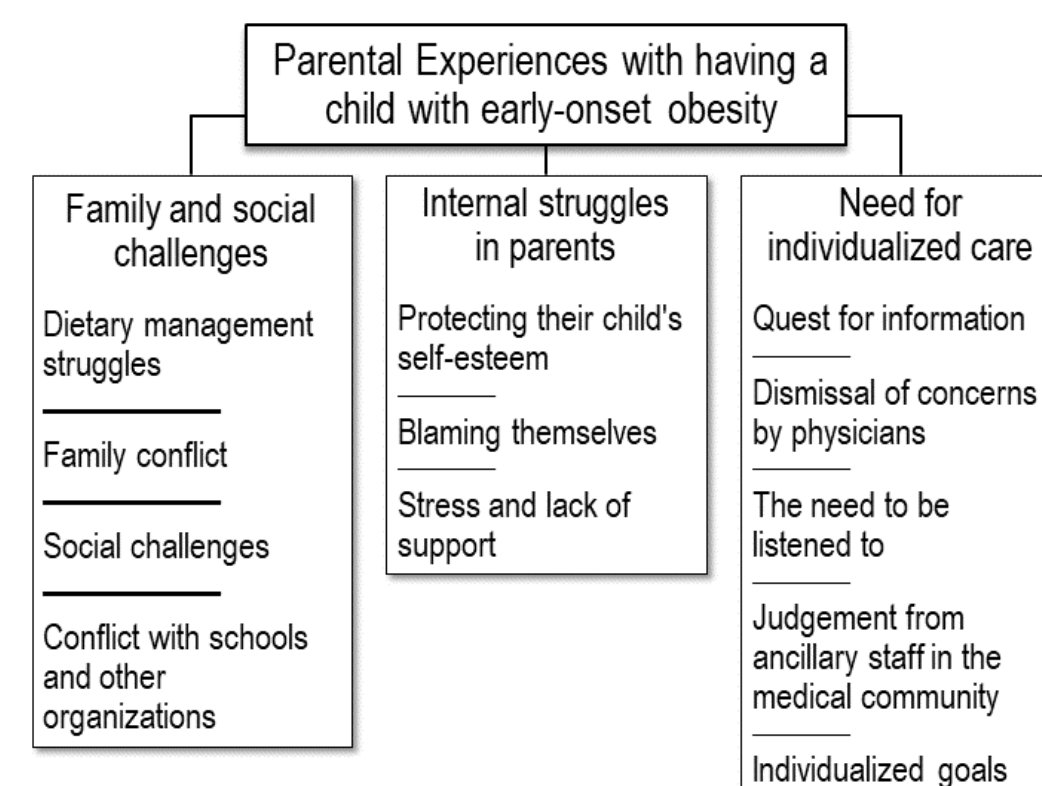 Parental Experiences with having a
child with early-onset obesity
Family and social
challenges
Dietary management
struggles
Family conflict
Social challenges
Conflict with schools
and other
organizations
Internal struggles
in parents
Protecting their child's
self-esteem
Blaming themselves
Stress and lack of
support
Need for
individualized care
Quest for information
Dismissal of concerns
by physicians
The need to be
listened to
Judgement from
ancillary staff in the
medical community
Individualized goals